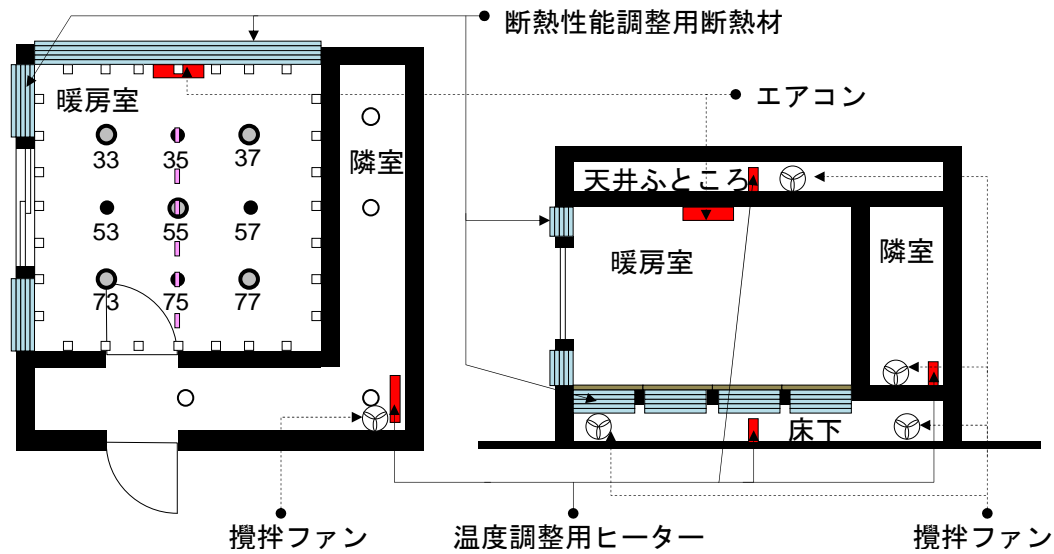 断熱性能調整用断熱材
暖房室
エアコン
33
35
37
隣室
53
55
57
73
75
77
天井ふところ
暖房室
隣室
床下
攪拌ファン
温度調整用ヒーター
攪拌ファン